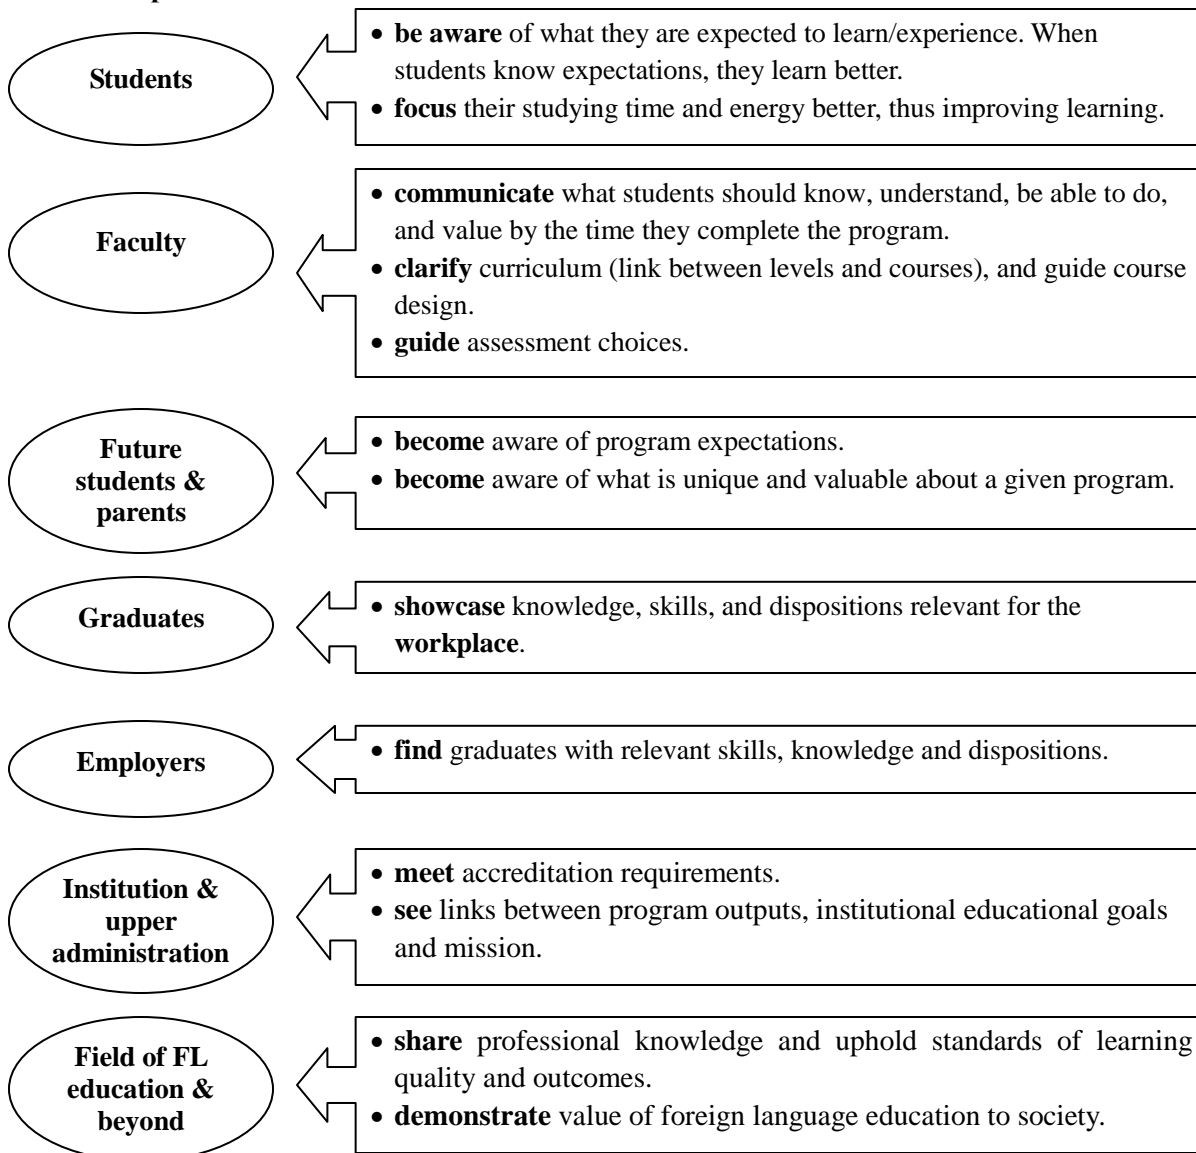 Students
• be aware of what they are expected to learn/experience. When
students know expectations, they learn better.
• focus their studying time and energy better, thus improving learning.
Faculty
• communicate what students should know, understand, be able to do,
and value by the time they complete the program.
• clarify curriculum (link between levels and courses), and guide course
design.
• guide assessment choices.
Future
students &
parents
• become aware of program expectations.
• become aware of what is unique and valuable about a given program.
Graduates
• showcase knowledge, skills, and dispositions relevant for the
workplace.
Employers
• find graduates with relevant skills, knowledge and dispositions.
Institution &
upper
administration
• meet accreditation requirements.
• see links between program outputs, institutional educational goals
and mission.
Field of FL
education &
beyond
• share professional knowledge and uphold standards of learning
quality and outcomes.
• demonstrate value of foreign language education to society.